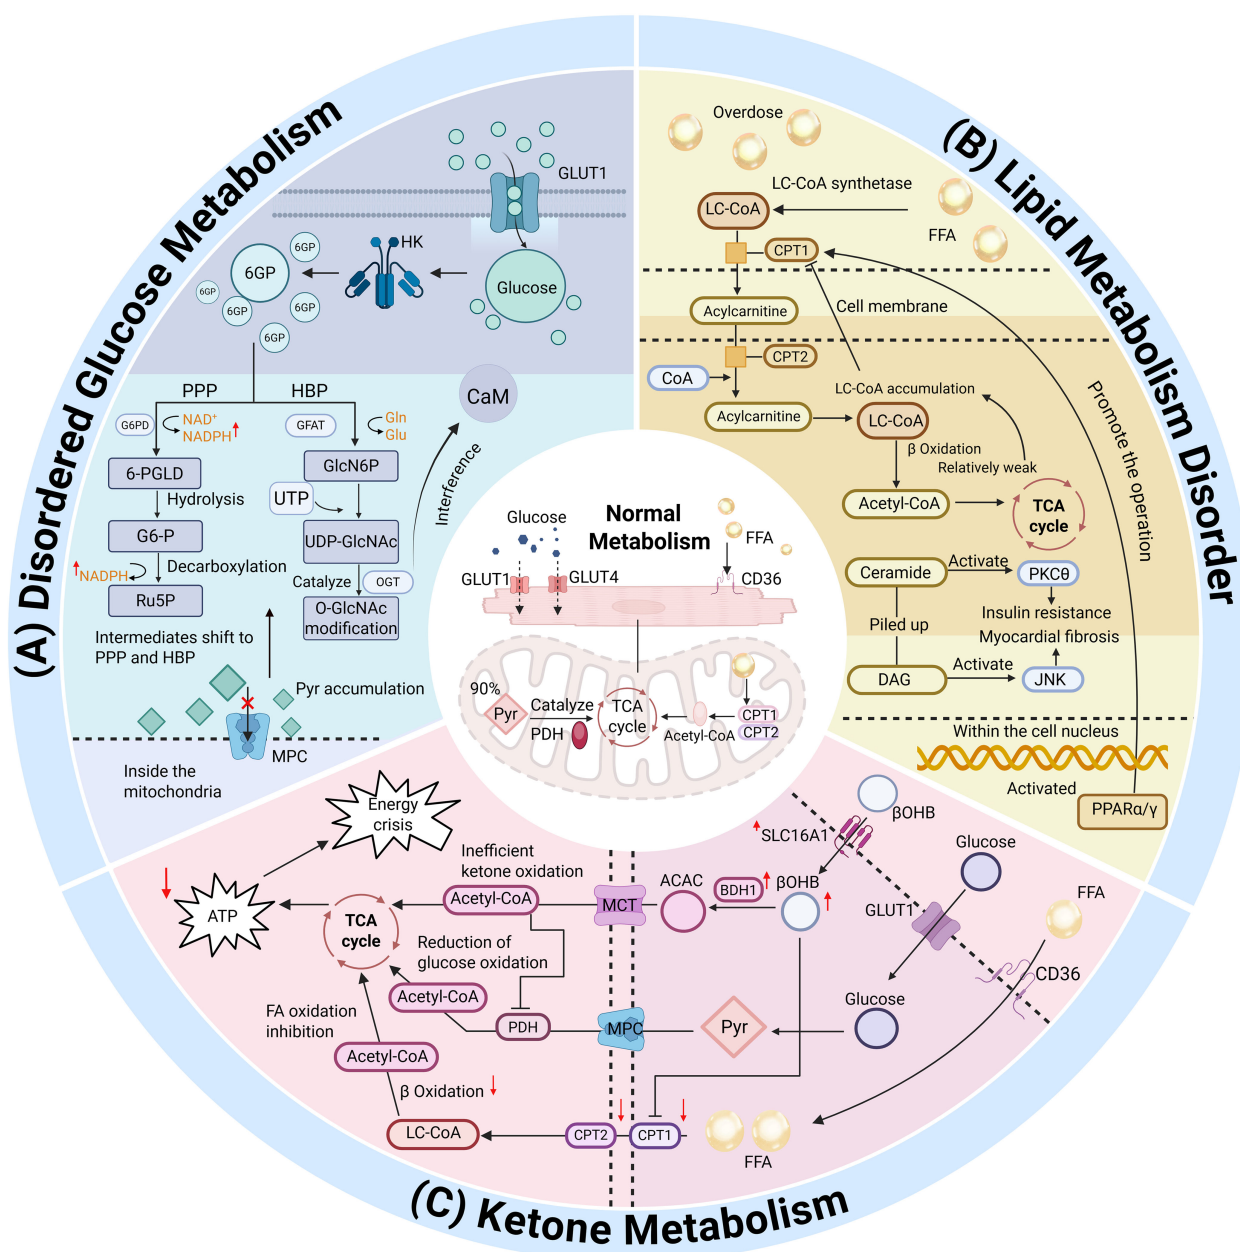 (A) Disordered Glucose Metabolism
GLUT1
HK
Glucose
6GP
6GP
6GP
6GP
6GP
6GP
PPP
HBP
CaM
G6PD
NAD⁺
NADPH
GFAT
Gln
Glu
6-PGLD
GlcN6P
Hydrolysis
UTP
G6-P
UDP-GlcNAc
Interference
NADPH
Decarboxylation
Catalyze
OGT
Ru5P
O-GlcNAc
modification
Intermediates shift to
PPP and HBP
Pyr accumulation
MPC
Inside the
mitochondria
(B) Lipid Metabolism Disorder
Overdose
LC-CoA synthetase
LC-CoA
FFA
CPT1
Cell membrane
Acylcarnitine
CPT2
CoA
LC-CoA accumulation
Acylcarnitine
LC-CoA
β Oxidation
Relatively weak
Acetyl-CoA
TCA
cycle
Promote the operation
Ceramide
Activate
PKCθ
Insulin resistance
Piled up
Myocardial fibrosis
DAG
Activate
JNK
Within the cell nucleus
Activated
PPARα/γ
Normal
Metabolism
Glucose
FFA
GLUT1
GLUT4
CD36
90%
Pyr
Catalyze
PDH
TCA
cycle
Acetyl-CoA
CPT1
CPT2
(C) Ketone Metabolism
Energy
crisis
ATP
TCA
cycle
Inefficient
ketone oxidation
Acetyl-CoA
MCT
ACAC
BDH1
βOHB
SLC16A1
βOHB
Glucose
GLUT1
FFA
CD36
Reduction of
glucose oxidation
Acetyl-CoA
PDH
MPC
Pyr
Glucose
FA oxidation
inhibition
Acetyl-CoA
β Oxidation
LC-CoA
CPT2
CPT1
FFA